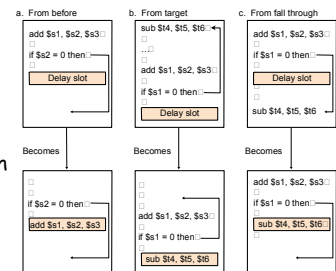 a. From before
b. From target
c. From fall through
add $s1, $s2, $s3
if $s2 = 0 then
Delay slot
sub $t4, $t5, $t6
...
add $s1, $s2, $s3
if $s1 = 0 then
Delay slot
add $s1, $s2, $s3
if $s1 = 0 then
Delay slot
sub $t4, $t5, $t6
Becomes
Becomes
Becomes
if $s2 = 0 then
add $s1, $s2, $s3
add $s1, $s2, $s3
if $s1 = 0 then
sub $t4, $t5, $t6
add $s1, $s2, $s3
if $s1 = 0 then
sub $t4, $t5, $t6